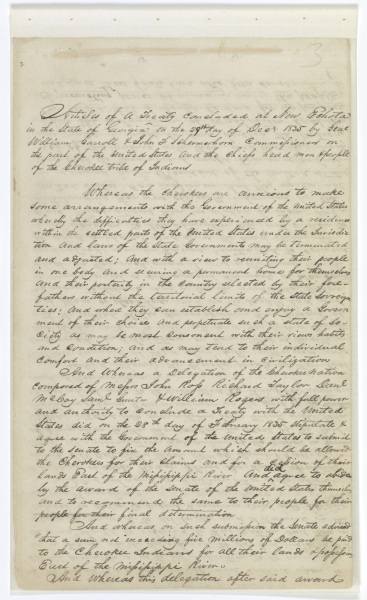 Articles of a Treaty concluded at New Echota
in the State of Georgia on the 29th day of Decr 1835 by Genl
William Carroll & John F Schermerhorn Commissioners on
the part of the United States and the Chiefs head men & people
of the Cherokee tribe of Indians
Whereas the Cherokees are anxious to make
some arrangements with the Government of the United States
whereby the difficulties they have experienced by a residence
within the settled parts of the United States under the Jurisdic
tion and laws of the State Governments may be terminated
and adjusted; and with a view to reuniting their people
in one body and securing a permanent home for themselves
and their posterity in the Country selected by their fore-
fathers without the territorial limits of the State Sovereign
ties; and where they can establish and enjoy a Govern
ment of their choice and perpetuate such a state of So-
ciety as may be most consonant with their views habits
and Condition; and as may tend to their individual
Comfort and their advancement in civilization
And Whereas a Delegation of the Cherokee nation
composed of Messrs John Ross Richard Taylor Danl
McCoy Saml Gunter & William Rogers with full power
and authority to conclude a Treaty with the United
States did on the 28th day of February 1835 stipulate &
agree with the Government of the United States to submit
to the Senate to fix the amount which should be allowed
the Cherokees for their claims and for a cession of their
lands East of the Mississippi River And did agree to abide
by the award of the Senate of the United States themselves
and to recommend the same to their people for their
people for their final determination
And whereas on such submission the Senate advised
"that a sum not exceeding five millions of Dollars be paid
to the Cherokee Indians for all their lands & possessions
East of the Mississippi River"
And Whereas this delegation after said award